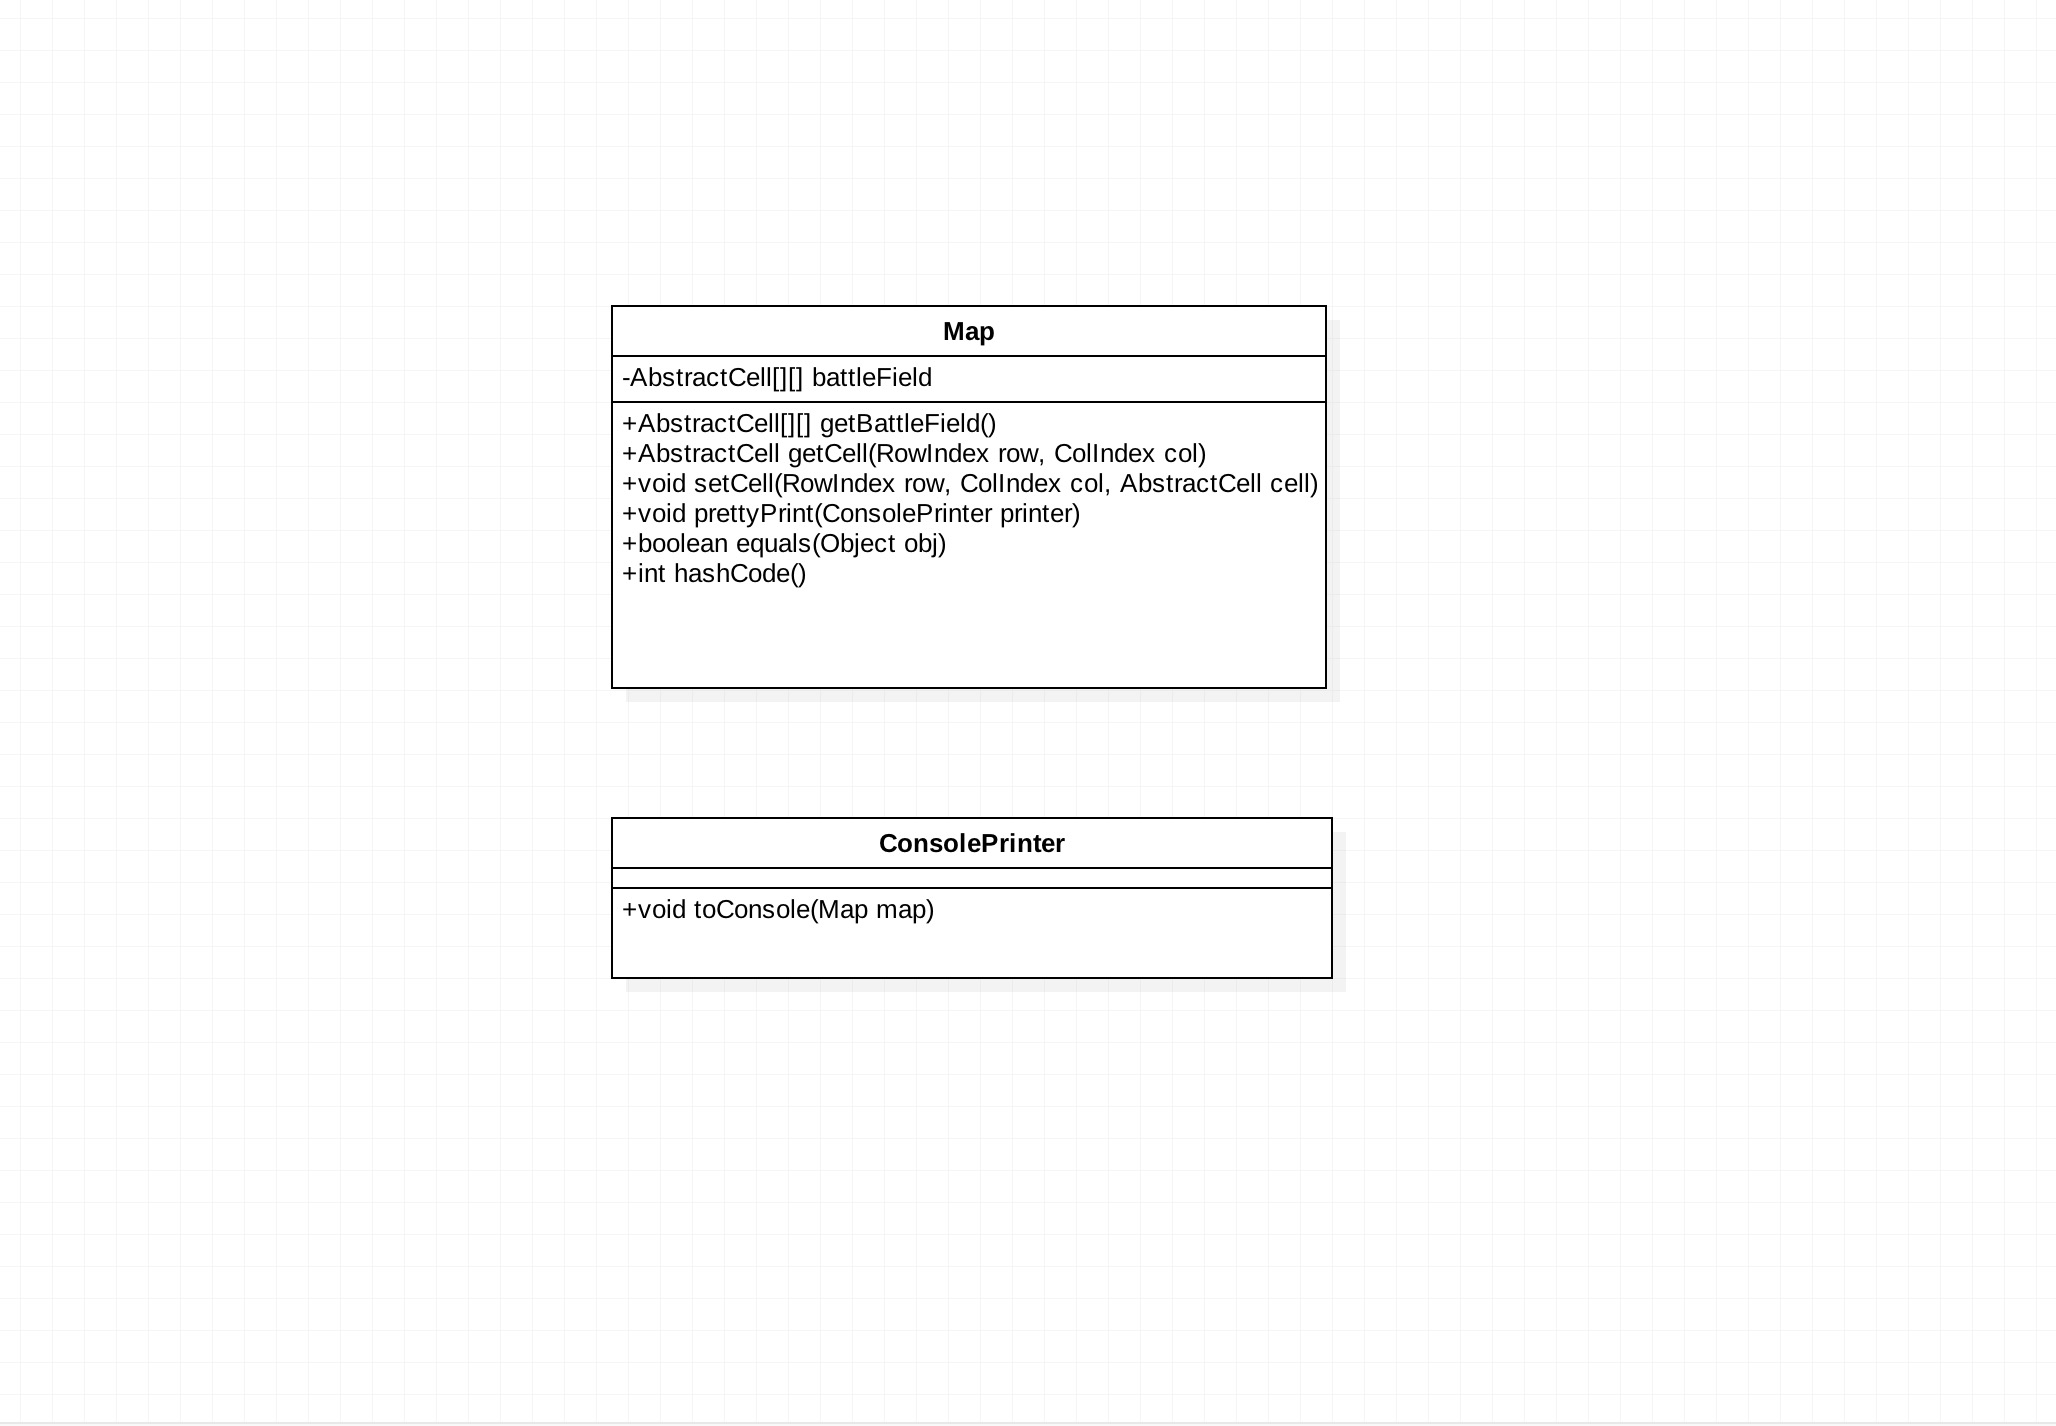 Map
-AbstractCell[][] battleField
+AbstractCell[][] getBattleField()
+AbstractCell getCell(RowIndex row, ColIndex col)
+void setCell(RowIndex row, ColIndex col, AbstractCell cell)
+void prettyPrint(ConsolePrinter printer)
+boolean equals(Object obj)
+int hashCode()
ConsolePrinter
+void toConsole(Map map)